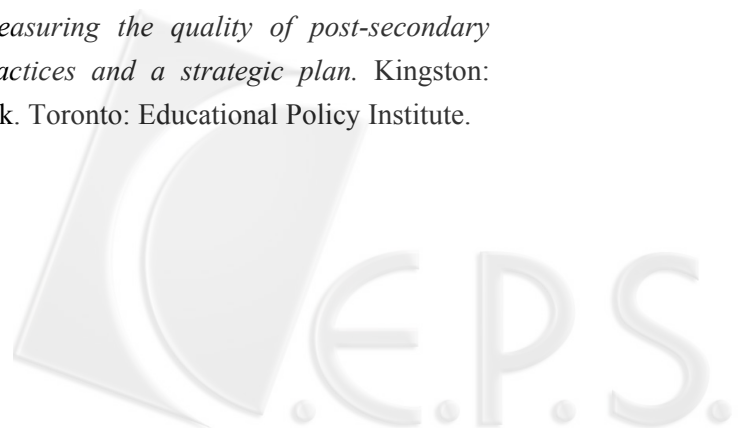 easuring the quality of post-secondary
actices and a strategic plan. Kingston:
k. Toronto: Educational Policy Institute.
C.E.P.S.